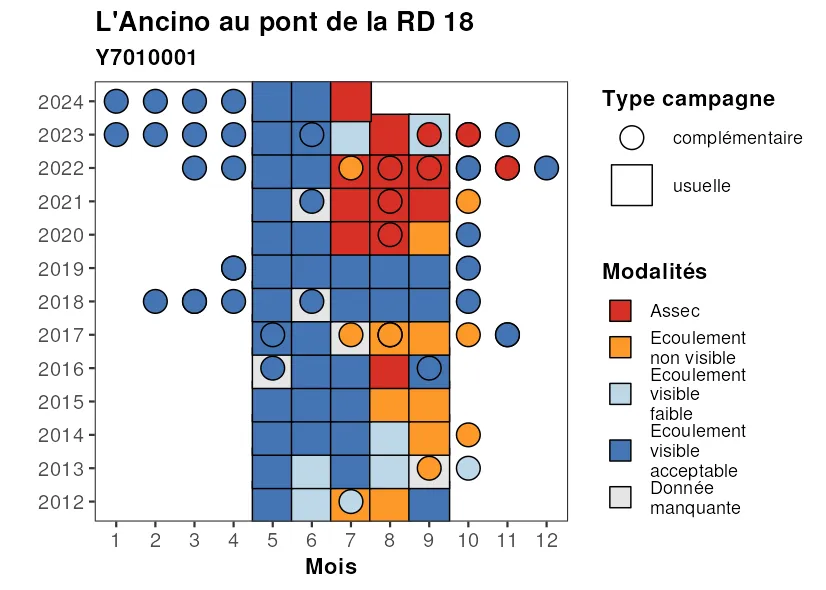 L'Ancino au pont de la RD 18
Y7010001
2024
2023
2022
2021
2020
2019
2018
2017
2016
2015
2014
2013
2012
1 2 3 4 5 6 7 8 9 10 11 12
Mois
Type campagne
complémentaire
usuelle
Modalités
Assec
Ecoulement
non visible
Ecoulement
visible
faible
Ecoulement
visible
acceptable
Donnée
manquante